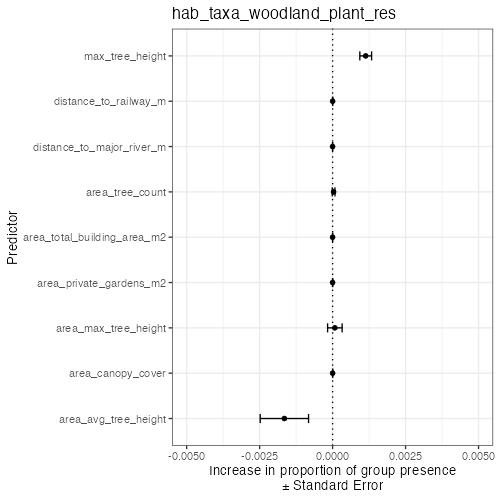 hab_taxa_woodland_plant_res
max_tree_height
distance_to_railway_m
distance_to_major_river_m
area_tree_count
area_total_building_area_m2
area_private_gardens_m2
area_max_tree_height
area_canopy_cover
area_avg_tree_height
Predictor
-0.0050 -0.0025 0.0000 0.0025 0.0050
Increase in proportion of group presence
± Standard Error